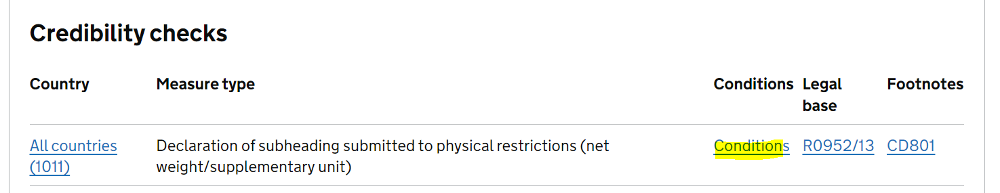 Credibility checks
Country Measure type Conditions Legal base Footnotes
All countries (1011) Declaration of subheading submitted to physical restrictions (net weight/supplementary unit) Conditions R0952/13 CD801